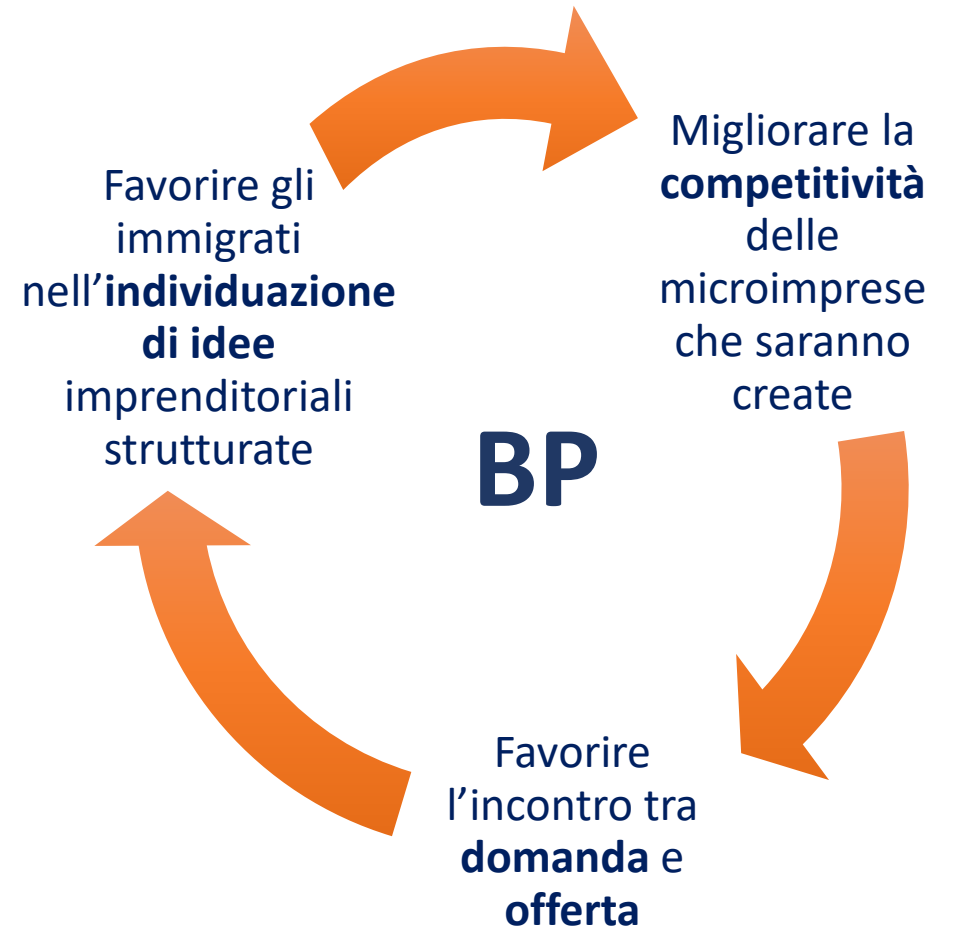 Favorire gli
immigrati
nell’individuazione
di idee
imprenditoriali
strutturate
Migliorare la
competitività
delle
microimprese
che saranno
create
BP
Favorire
l’incontro tra
domanda e
offerta